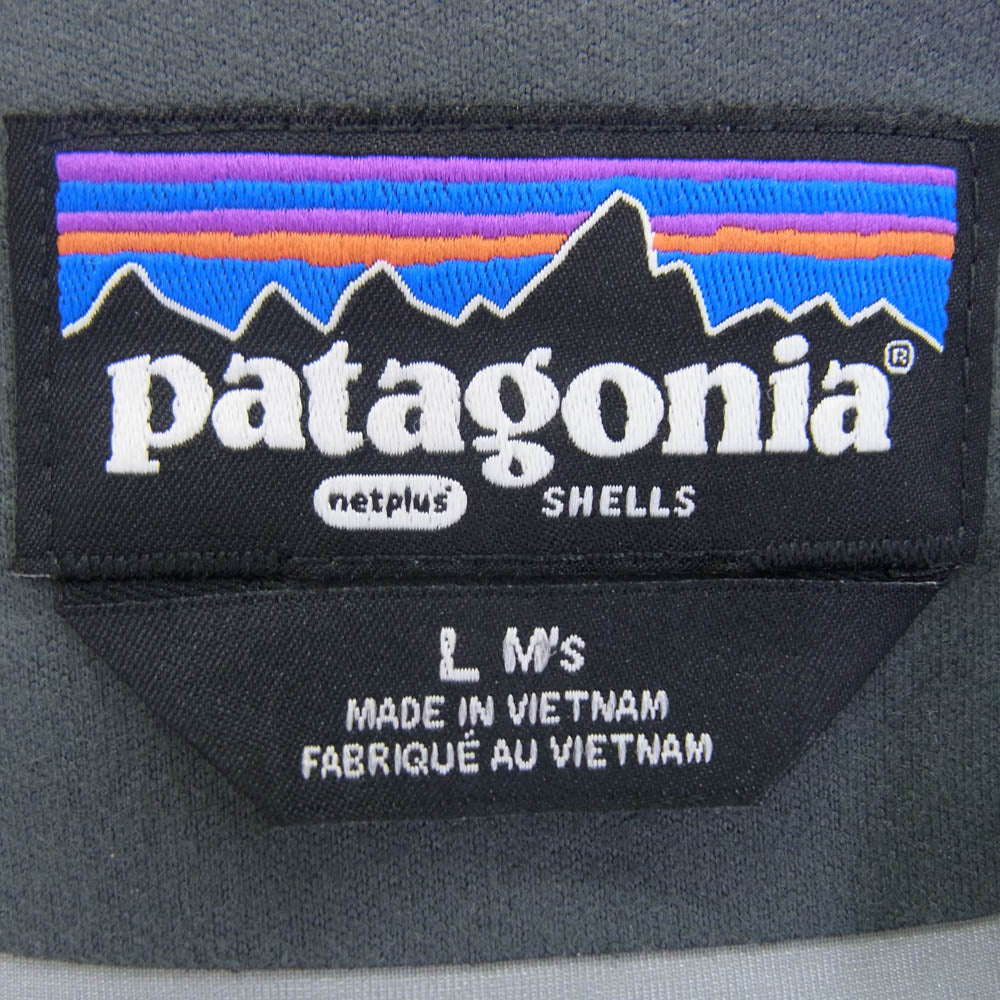 patagonia®
netplus® SHELLS
L M's
MADE IN VIETNAM
FABRIQUÉ AU VIETNAM